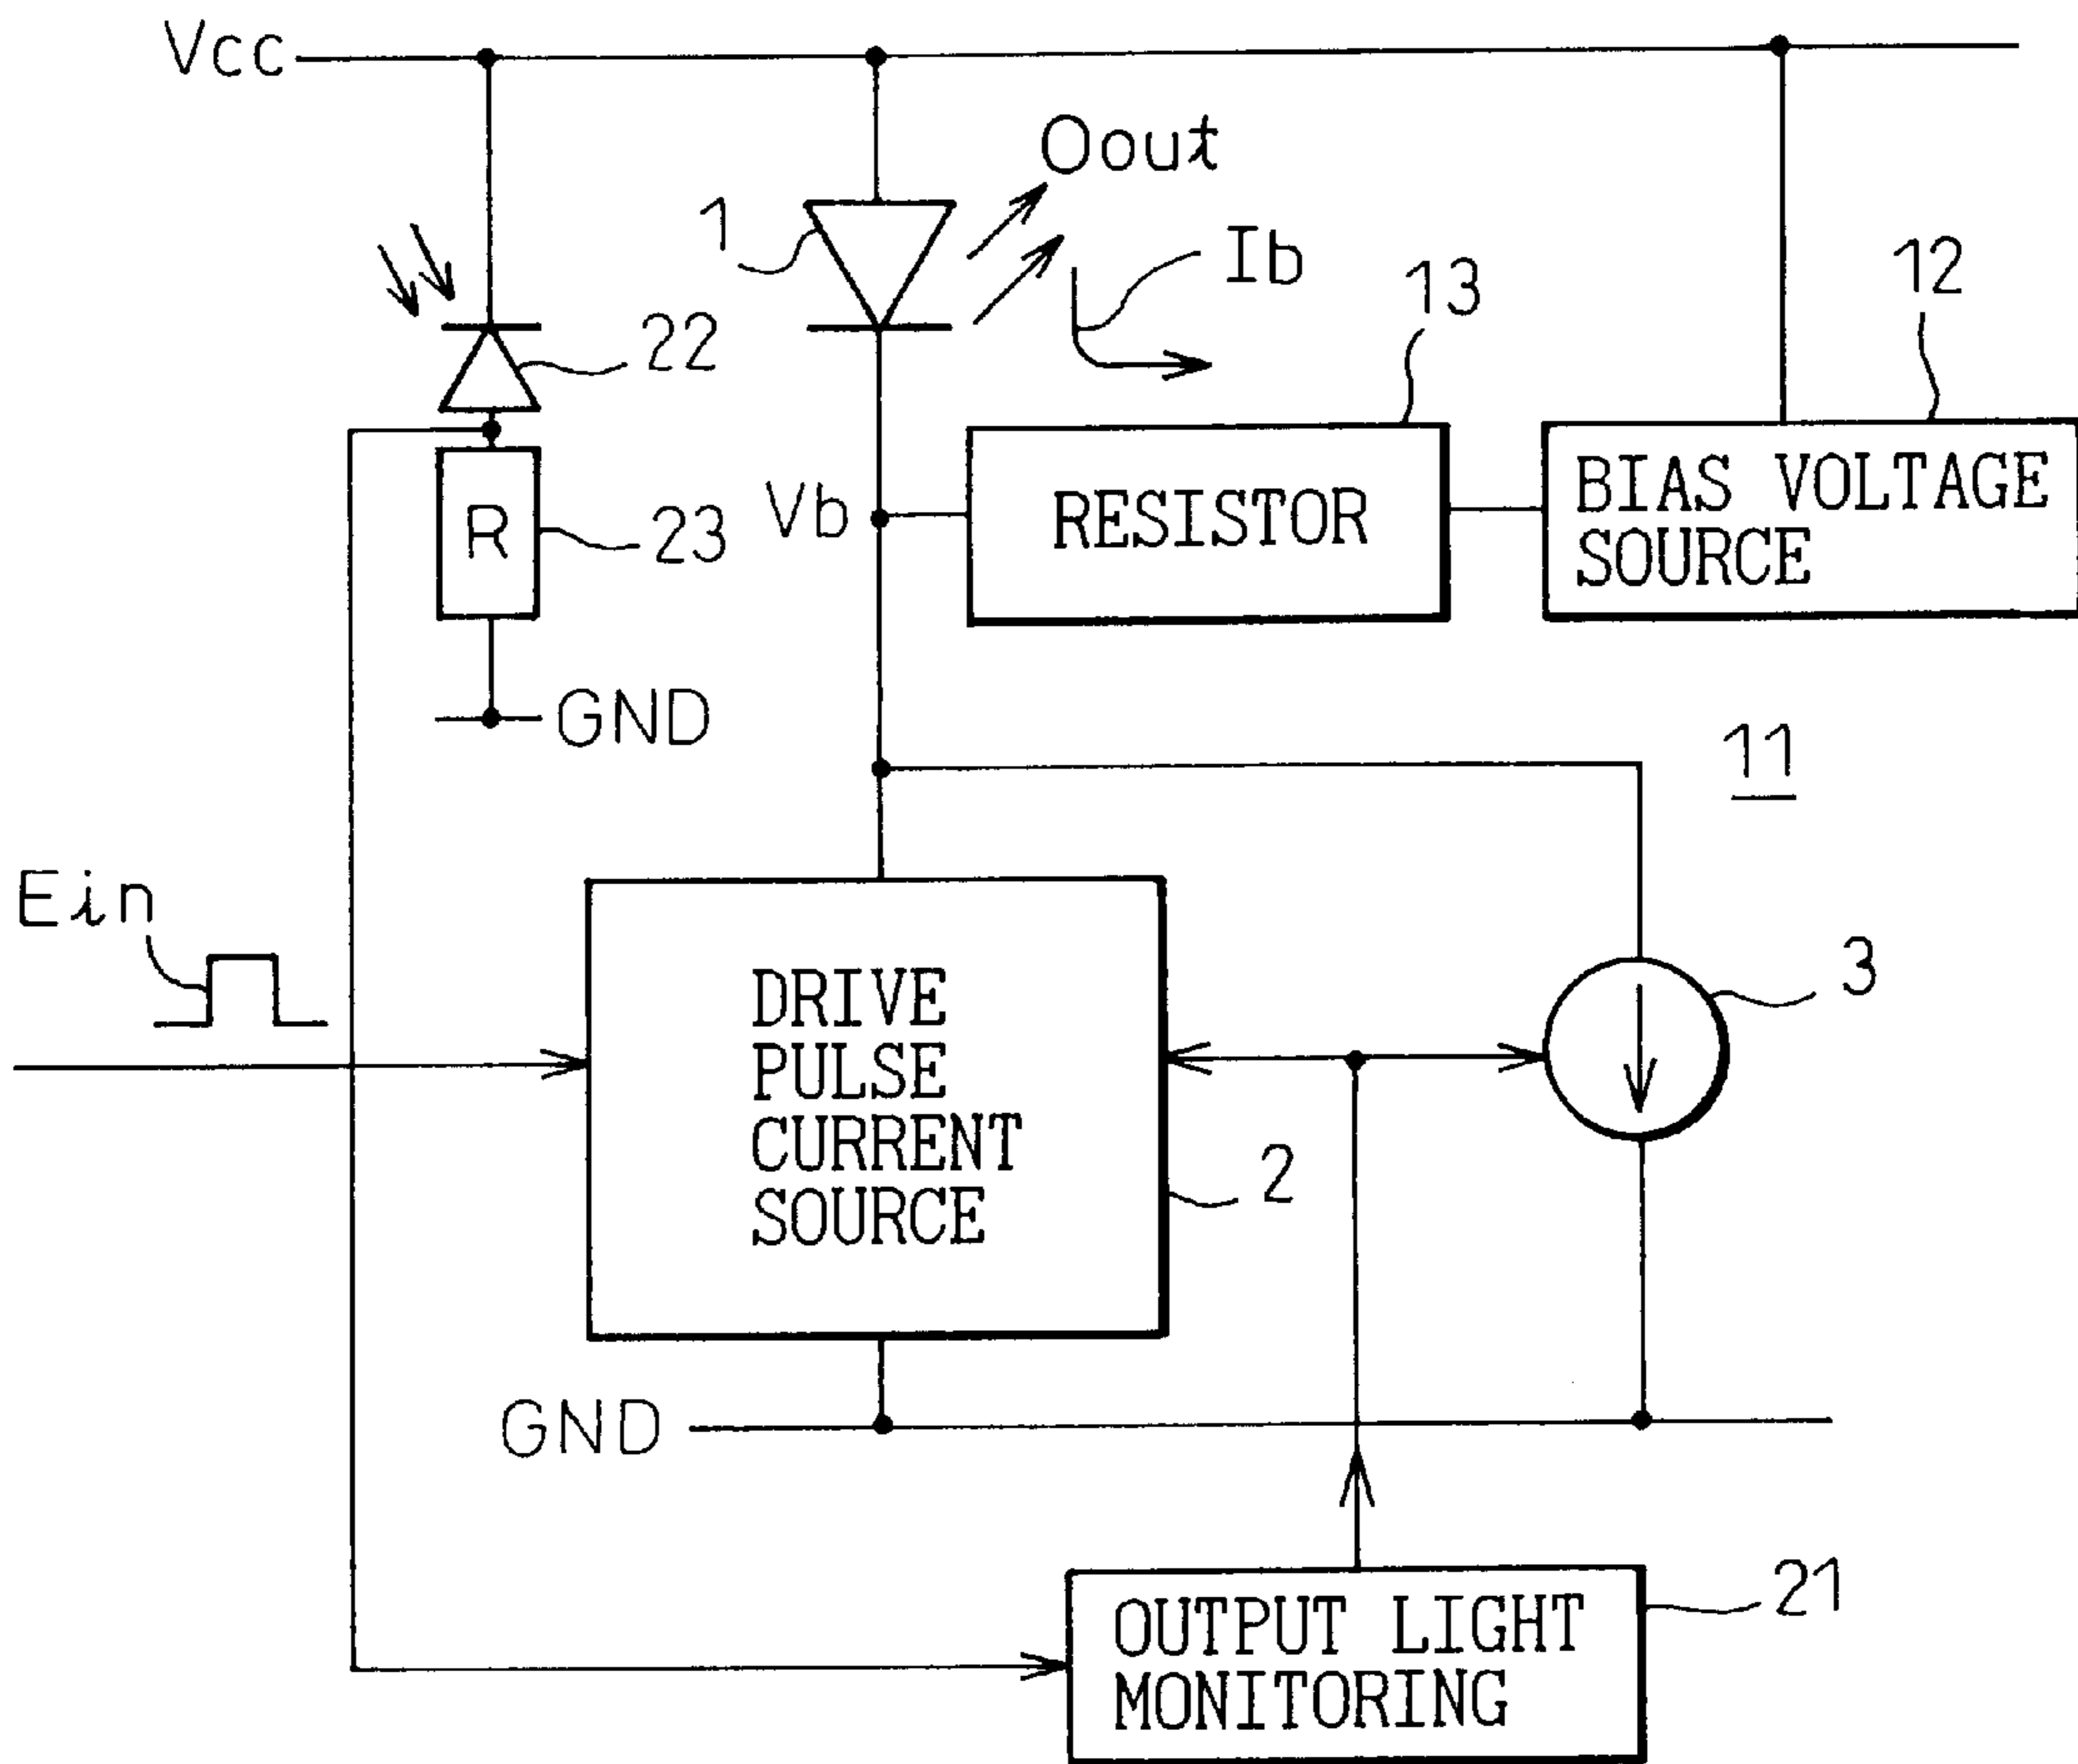 Vcc
Oout
1
Ib
13
12
22
Vb
RESISTOR
BIAS VOLTAGE
SOURCE
R
23
GND
11
Ein
DRIVE
PULSE
CURRENT
SOURCE
3
2
GND
21
OUTPUT LIGHT
MONITORING